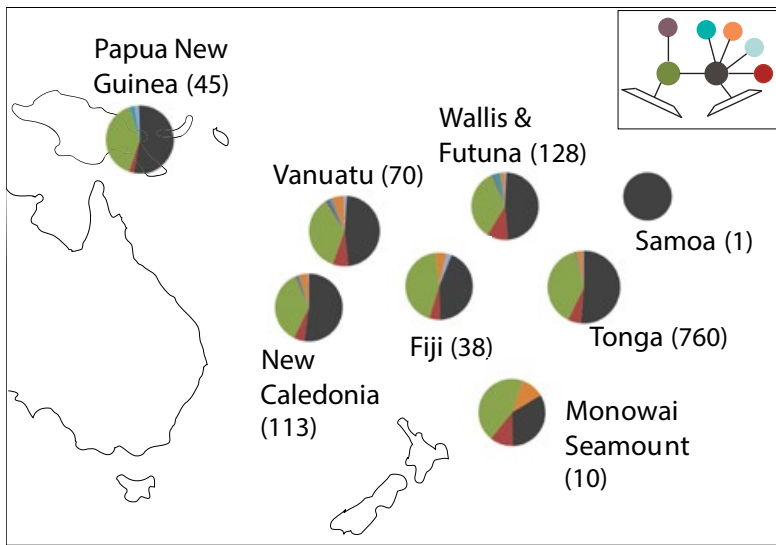 Papua New
Guinea (45)
Wallis &
Futuna (128)
Vanuatu (70)
Samoa (1)
Fiji (38)
Tonga (760)
New
Caledonia
(113)
Monowai
Seamount
(10)